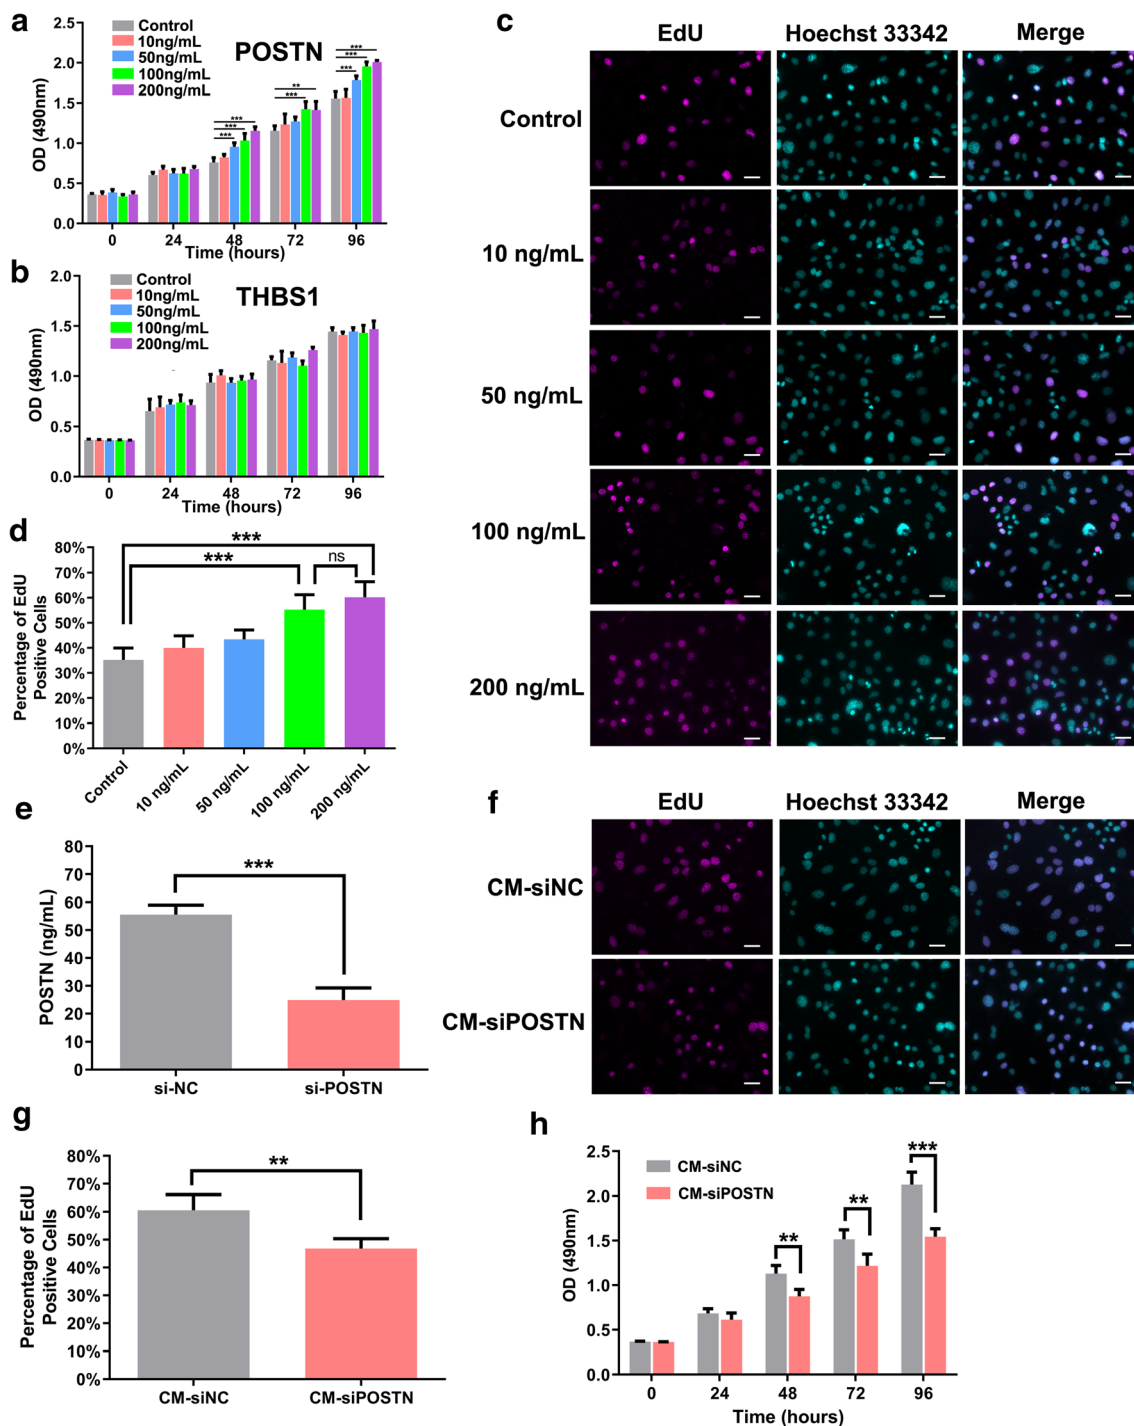 a
2.5
2.0
1.5
1.0
0.5
0.0
OD (490nm)
Control
10ng/mL
50ng/mL
100ng/mL
200ng/mL
POSTN
***
***
***
**
***
***
***
***
0
24
48
72
96
Time (hours)
b
2.0
1.5
1.0
0.5
0.0
OD (490nm)
Control
10ng/mL
50ng/mL
100ng/mL
200ng/mL
THBS1
0
24
48
72
96
Time (hours)
c
EdU
Hoechst 33342
Merge
Control
10 ng/mL
50 ng/mL
100 ng/mL
200 ng/mL
d
80%
70%
60%
50%
40%
30%
20%
10%
0%
Percentage of EdU
Positive Cells
***
***
ns
Control
10 ng/mL
50 ng/mL
100 ng/mL
200 ng/mL
e
80
70
60
50
40
30
20
10
0
POSTN (ng/mL)
***
si-NC
si-POSTN
f
EdU
Hoechst 33342
Merge
CM-siNC
CM-siPOSTN
g
80%
70%
60%
50%
40%
30%
20%
10%
0%
Percentage of EdU
Positive Cells
**
CM-siNC
CM-siPOSTN
h
2.5
2.0
1.5
1.0
0.5
0.0
OD (490nm)
CM-siNC
CM-siPOSTN
**
**
***
0
24
48
72
96
Time (hours)